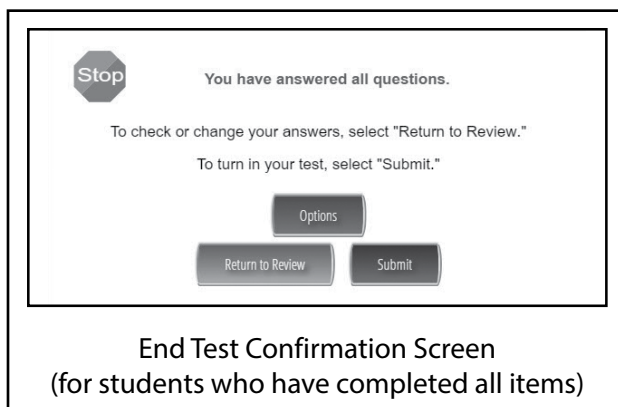 Stop
You have answered all questions.
To check or change your answers, select "Return to Review."
To turn in your test, select "Submit."
Options
Return to Review
Submit
End Test Confirmation Screen
(for students who have completed all items)